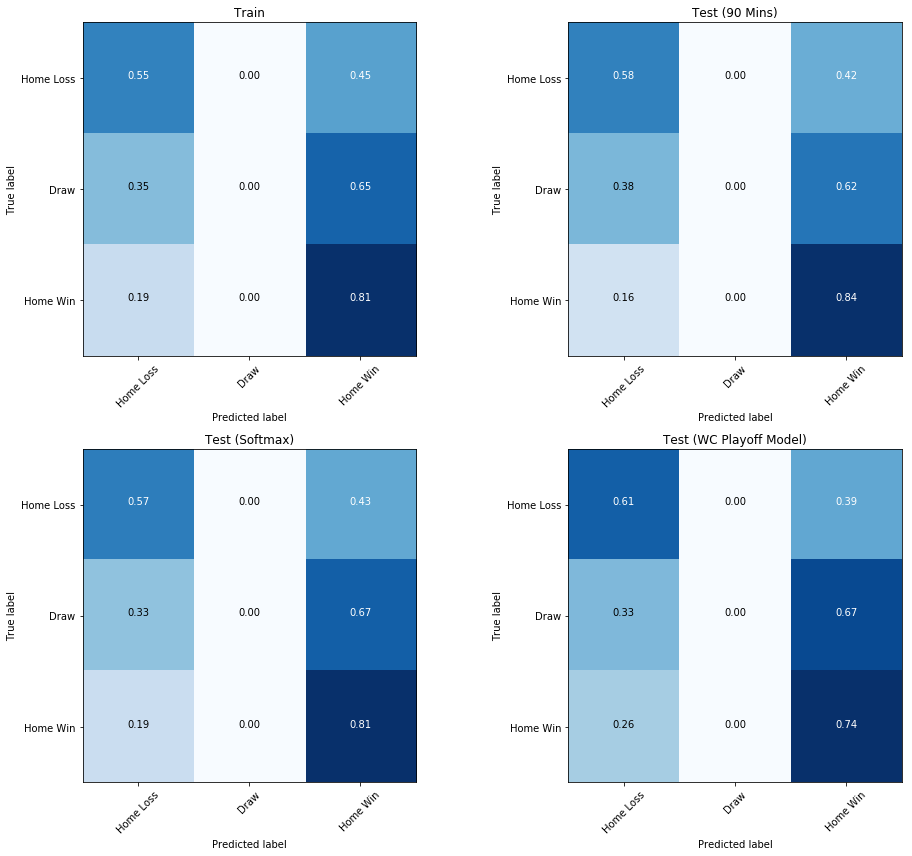 Train
True label
Home Loss 0.55 0.00 0.45
Draw 0.35 0.00 0.65
Home Win 0.19 0.00 0.81
Home Loss Draw Home Win
Predicted label
Test (90 Mins)
True label
Home Loss 0.58 0.00 0.42
Draw 0.38 0.00 0.62
Home Win 0.16 0.00 0.84
Home Loss Draw Home Win
Predicted label
Test (Softmax)
True label
Home Loss 0.57 0.00 0.43
Draw 0.33 0.00 0.67
Home Win 0.19 0.00 0.81
Home Loss Draw Home Win
Predicted label
Test (WC Playoff Model)
True label
Home Loss 0.61 0.00 0.39
Draw 0.33 0.00 0.67
Home Win 0.26 0.00 0.74
Home Loss Draw Home Win
Predicted label